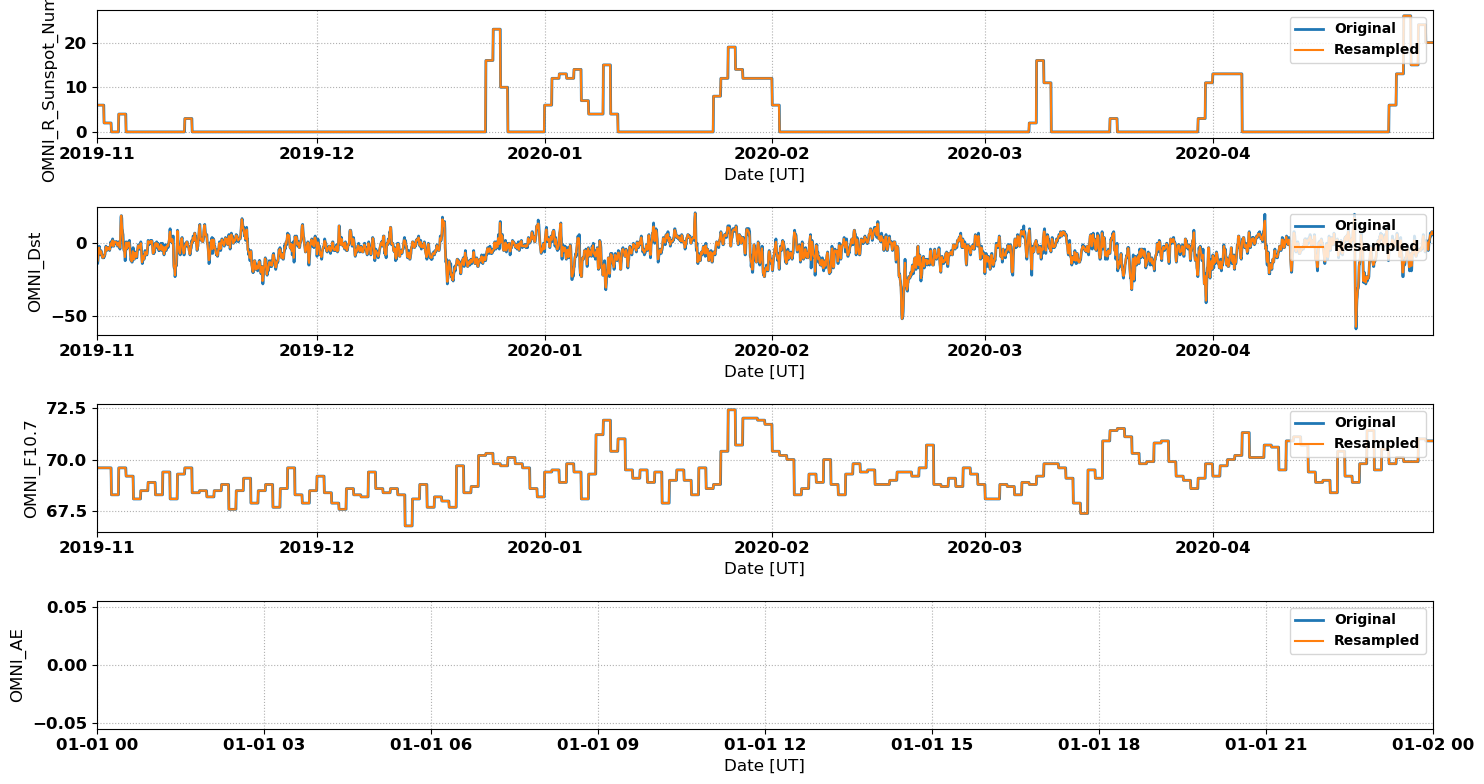 OMNI_R_Sunspot_Num
20
10
0
Original
Resampled
2019-11 2019-12 2020-01 2020-02 2020-03 2020-04
Date [UT]
OMNI_Dst
0
−50
Original
Resampled
2019-11 2019-12 2020-01 2020-02 2020-03 2020-04
Date [UT]
OMNI_F10.7
72.5
70.0
67.5
Original
Resampled
2019-11 2019-12 2020-01 2020-02 2020-03 2020-04
Date [UT]
OMNI_AE
0.05
0.00
−0.05
Original
Resampled
01-01 00 01-01 03 01-01 06 01-01 09 01-01 12 01-01 15 01-01 18 01-01 21 01-02 00
Date [UT]